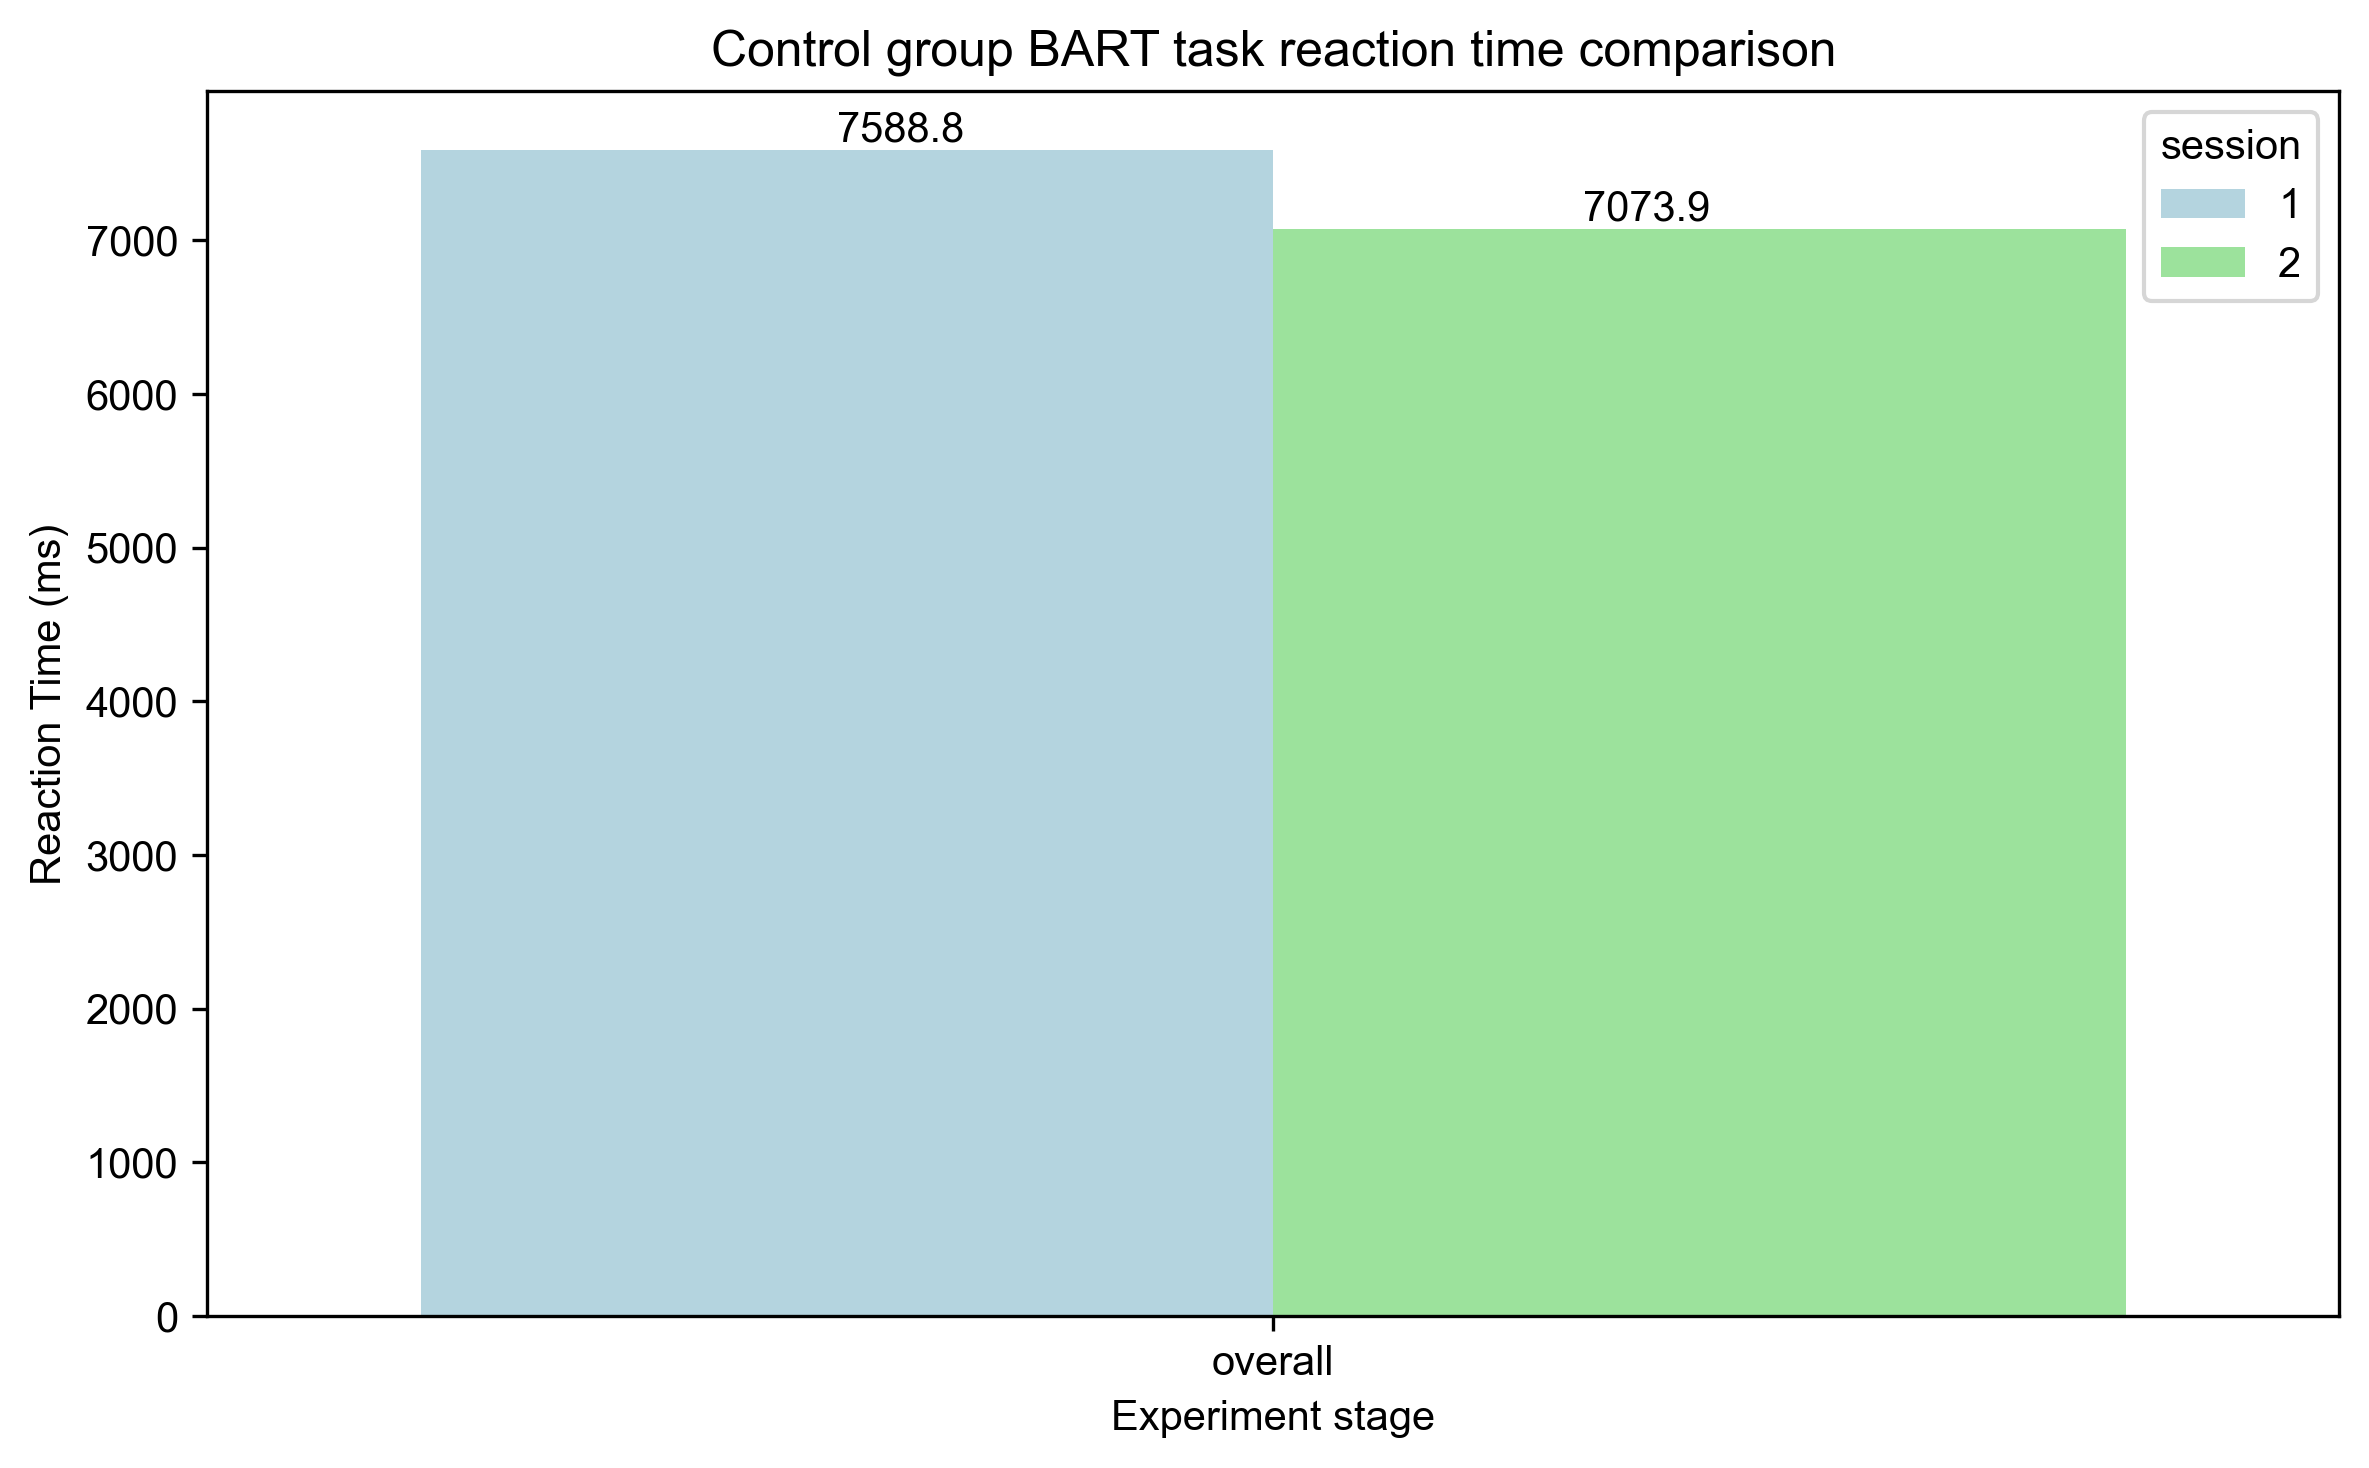 Control group BART task reaction time comparison
7588.8
7073.9
session
1
2
7000
6000
5000
4000
3000
2000
1000
0
Reaction Time (ms)
overall
Experiment stage